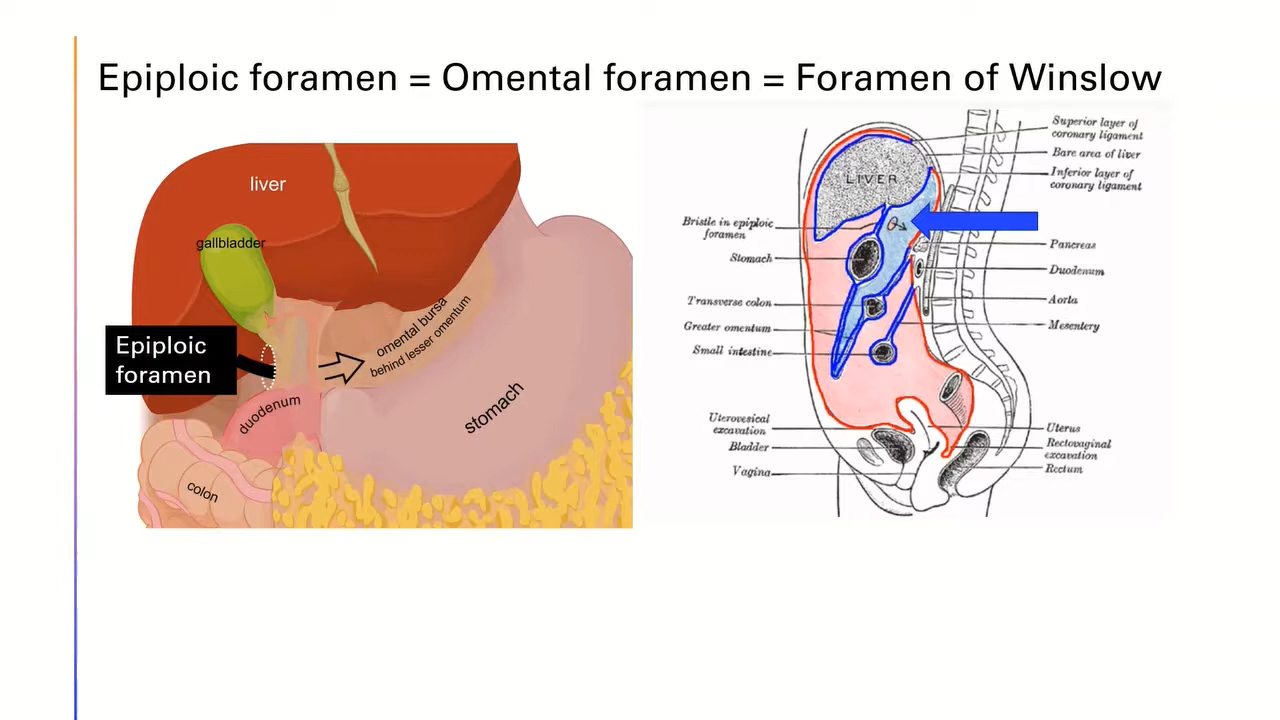 Epiploic foramen = Omental foramen = Foramen of Winslow
liver
gallbladder
Epiploic
foramen
omental bursa
behind lesser omentum
duodenum
stomach
colon
LIVER
Bristle in epiploic
foramen
Stomach
Transverse colon
Greater omentum
Small intestine
Uterovesical
excavation
Bladder
Vagina
Superior layer of
coronary ligament
Bare area of liver
Inferior layer of
coronary ligament
Pancreas
Duodenum
Aorta
Mesentery
Uterus
Rectovaginal
excavation
Rectum